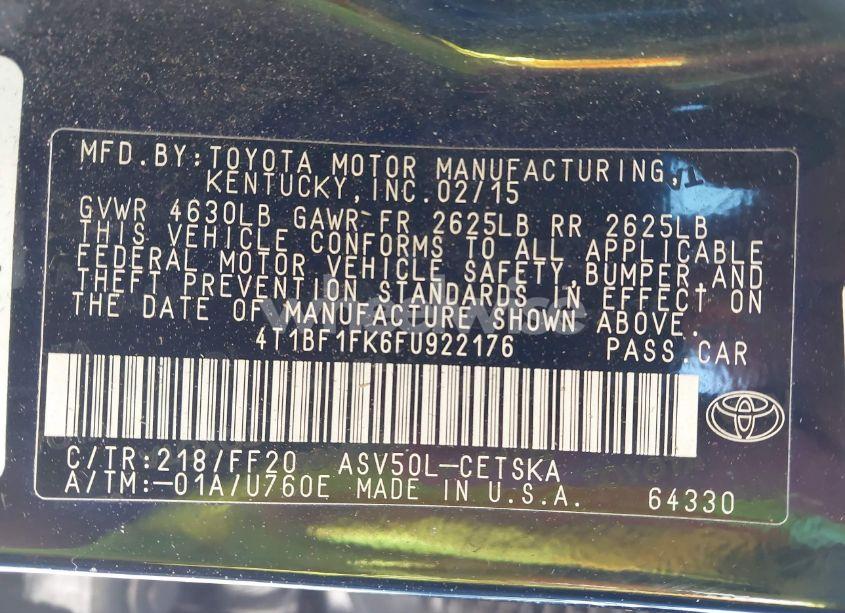 MFD.BY:TOYOTA MOTOR MANUFACTURING,
KENTUCKY,INC.02/15
GVWR 4630LB GAWR-FR 2625LB RR 2625LB
THIS VEHICLE CONFORMS TO ALL APPLICABLE
FEDERAL MOTOR VEHICLE SAFETY,BUMPER,AND
THEFT PREVENTION STANDARDS IN EFFECT ON
THE DATE OF MANUFACTURE SHOWN ABOVE.
4T1BF1FK6FU922176 PASS.CAR
C/TR:218/FF20 ASV50L-CETSKA
A/TM:-01A/U760E MADE IN U.S.A. 64330